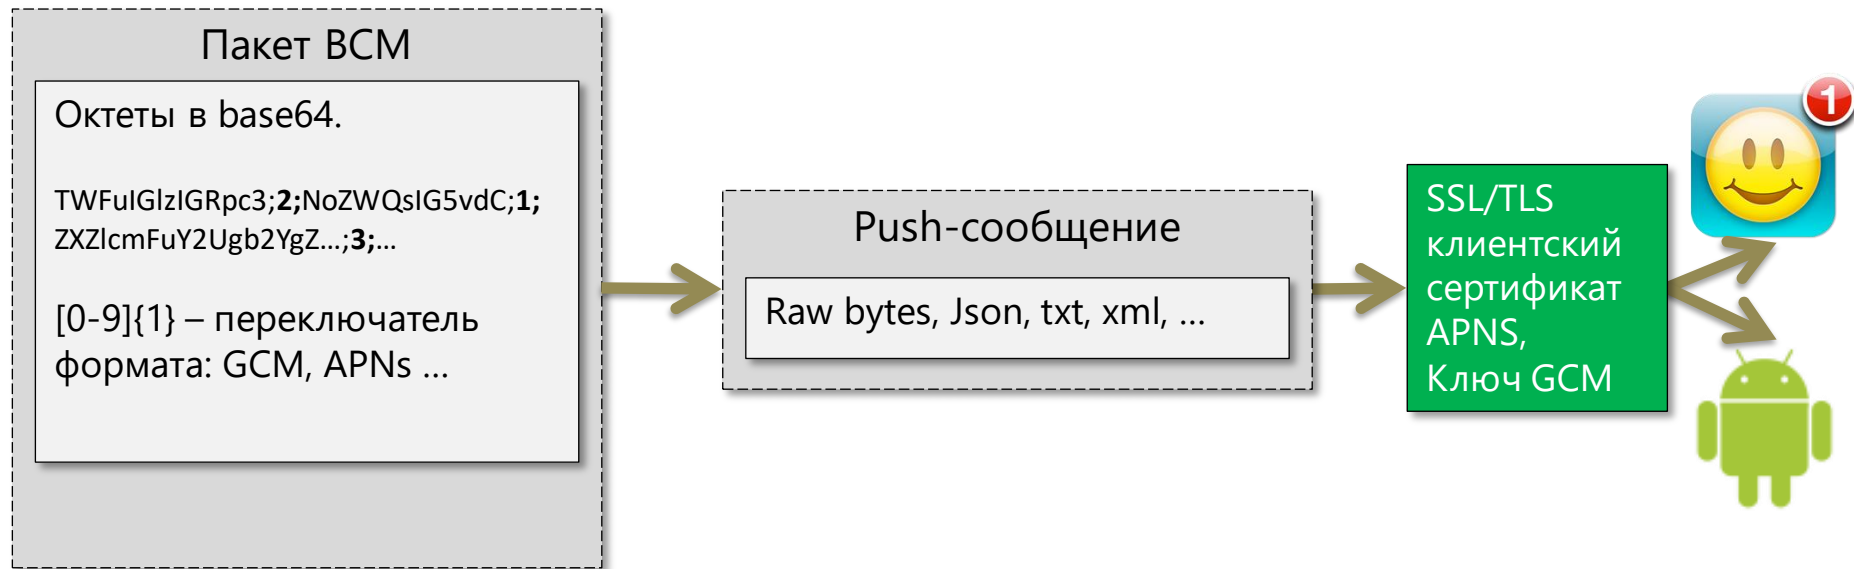 Пакет BCM
Октеты в base64.
TWFuIGlzIGRpc3;2;NoZWQsIG5vdC;1;
ZXZlcmFuY2Ugb2YgZ...;3;...
[0-9]{1} – переключатель
формата: GCM, APNs ...
Push-сообщение
Raw bytes, Json, txt, xml, ...
SSL/TLS
клиентский
сертификат
APNS,
Ключ GCM
1